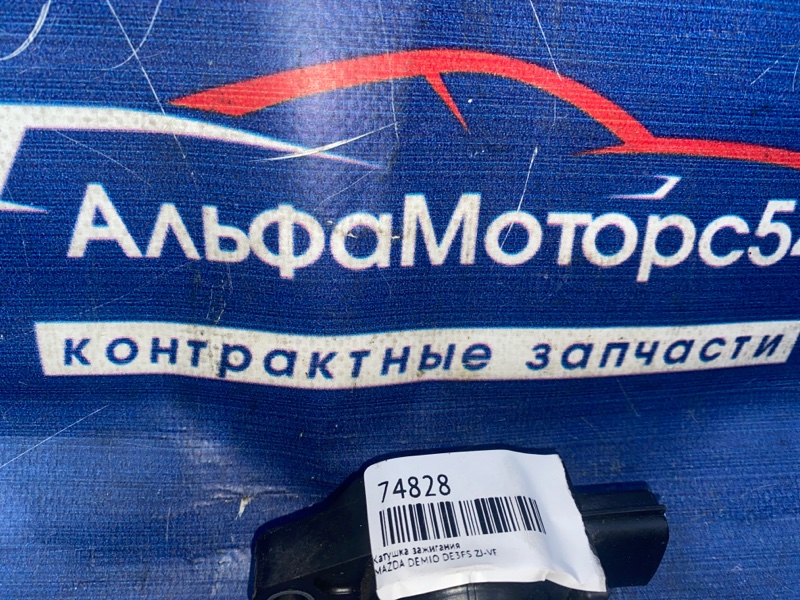 АльфаМоторс54
контрактные запчасти
74828
Катушка зажигания
MAZDA DEMIO DE3FS ZJ-VE